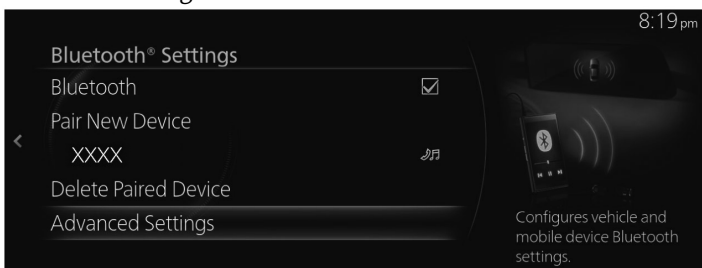 8:19 pm
Bluetooth® Settings
Bluetooth
Pair New Device
XXXX
Delete Paired Device
Advanced Settings
Configures vehicle and
mobile device Bluetooth
settings.